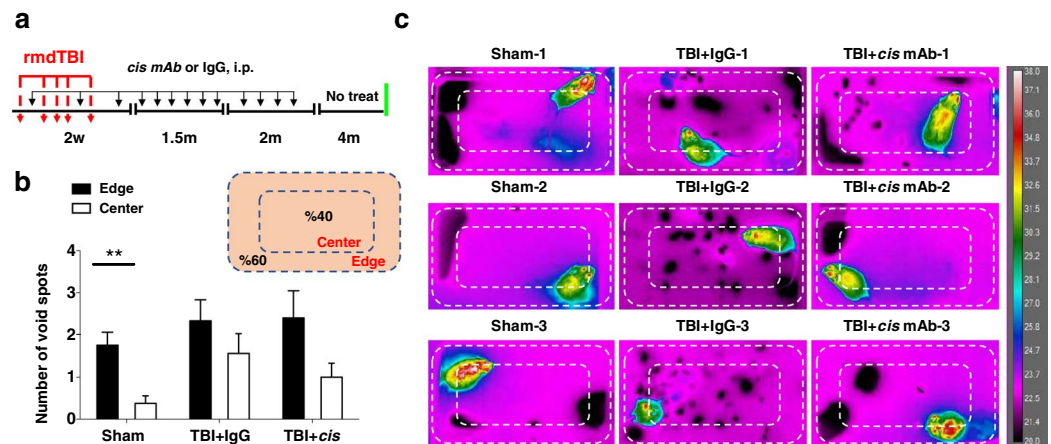 a
rmdTBI
cis mAb or IgG, i.p.
No treat
2w
1.5m
2m
4m
b
Edge
Center
%40
Center
%60
Edge
**
Number of void spots
4
3
2
1
0
Sham
TBI+IgG
TBI+cis
c
Sham-1
TBI+IgG-1
TBI+cis mAb-1
Sham-2
TBI+IgG-2
TBI+cis mAb-2
Sham-3
TBI+IgG-3
TBI+cis mAb-3
38.0
37.1
36.0
34.9
33.8
32.7
31.6
30.5
29.3
28.2
27.0
25.9
24.7
23.7
22.5
21.4
20.0